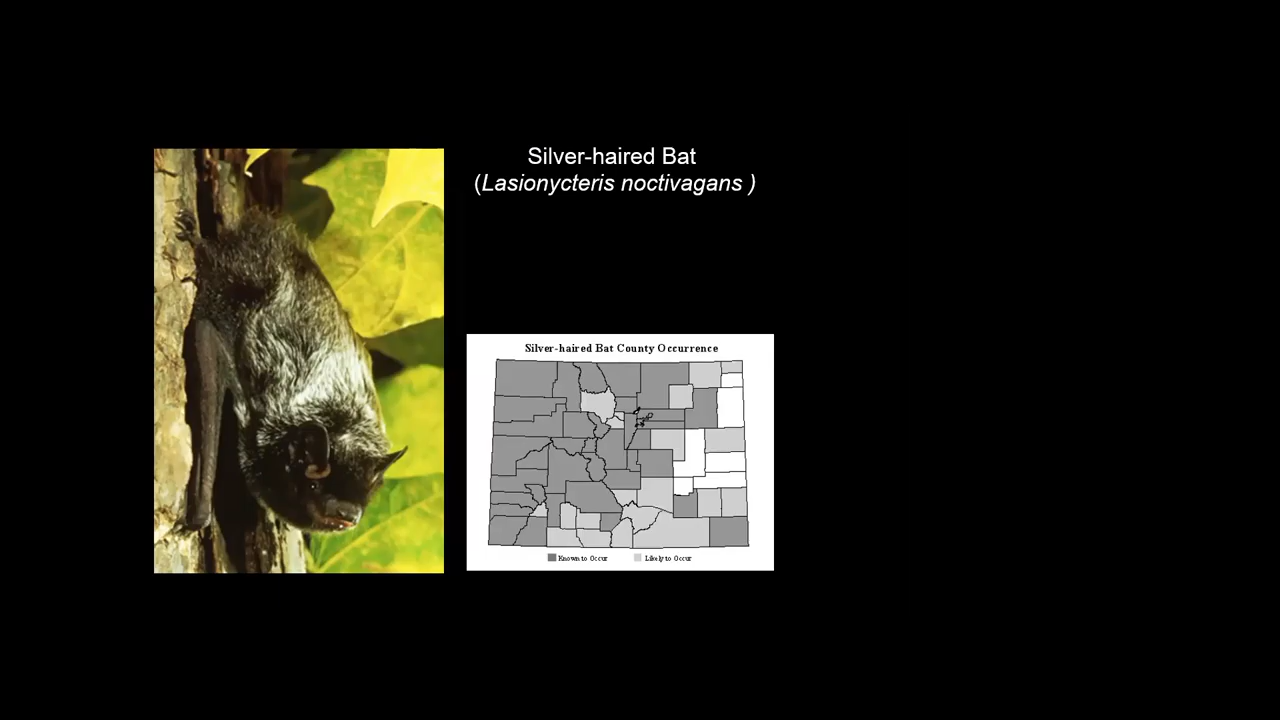 Silver-haired Bat
(Lasionycteris noctivagans )
Silver-haired Bat County Occurrence
Known to Occur
Likely to Occur